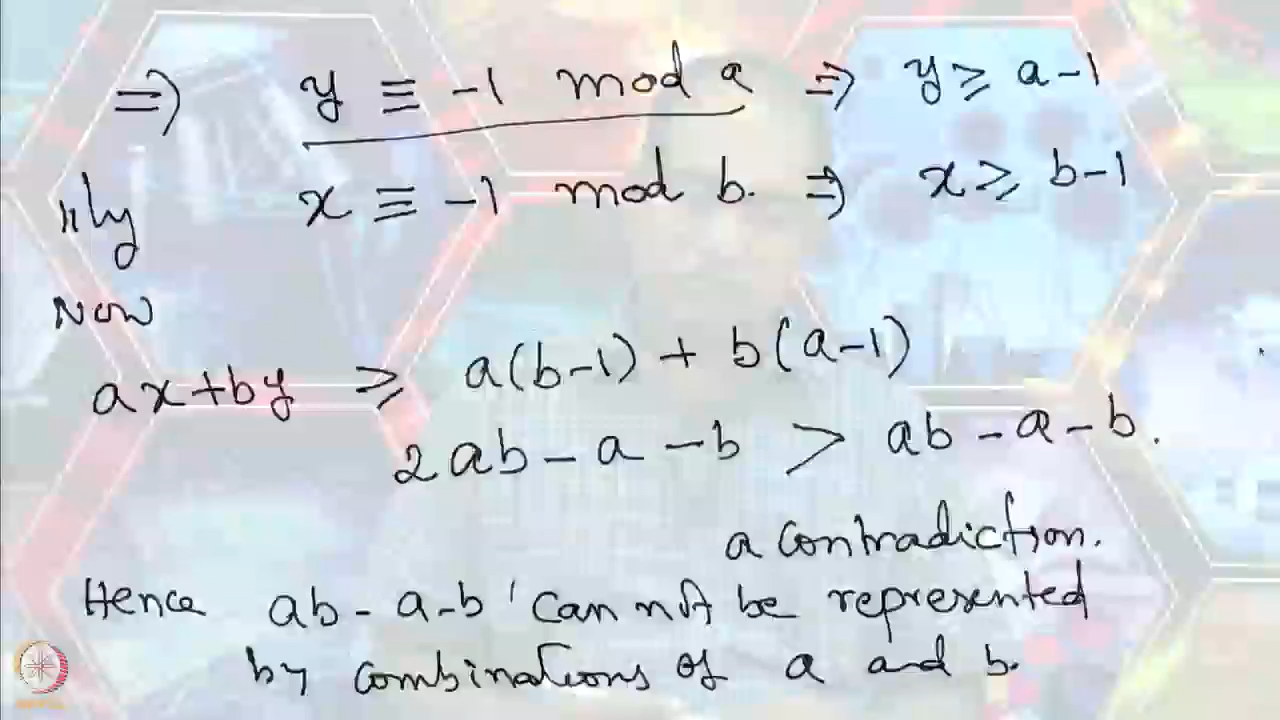 ⇒) y ≡ -1 mod a ⇒) y ⩾ a-1
॥ly x ≡ -1 mod b. ⇒) x ⩾ b-1
Now
ax+by ⩾ a(b-1) + b(a-1)
2ab - a - b > ab - a - b.
a contradiction.
Hence ab - a - b ' can not be represented
by combinations of a and b.